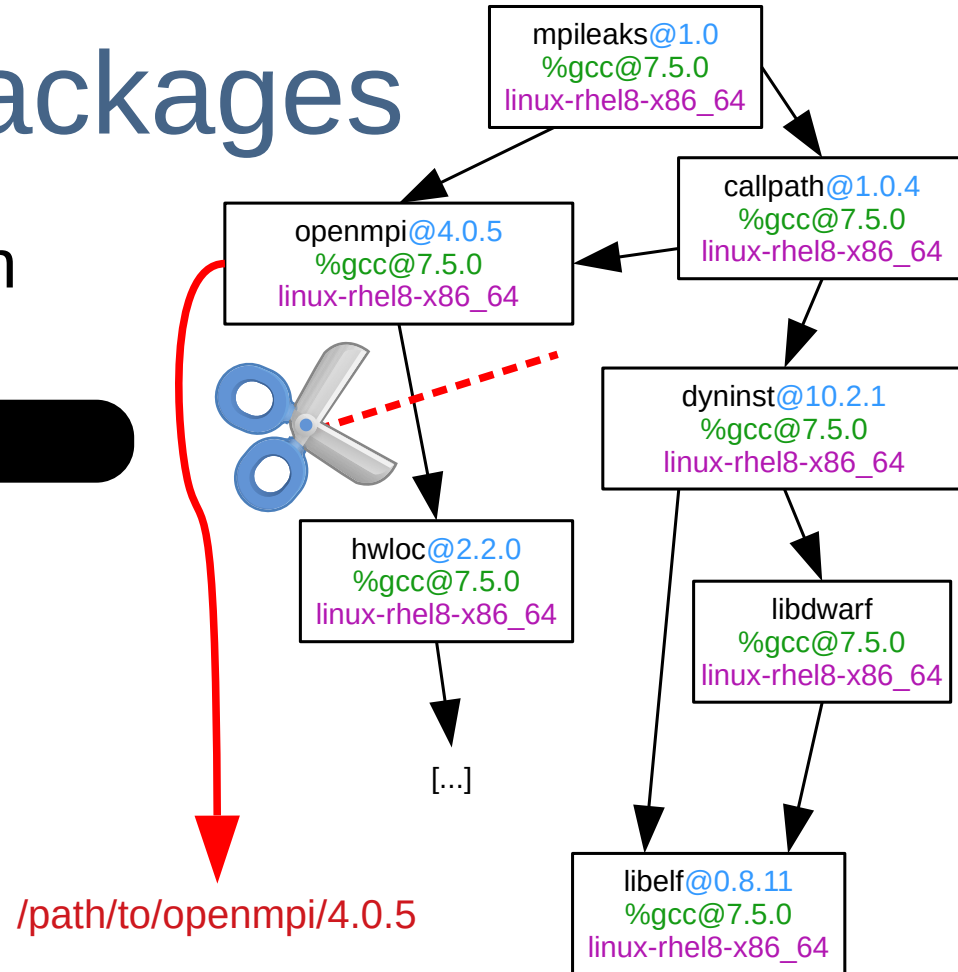 ackages
mpileaks@1.0
%gcc@7.5.0
linux-rhel8-x86_64
callpath@1.0.4
%gcc@7.5.0
linux-rhel8-x86_64
openmpi@4.0.5
%gcc@7.5.0
linux-rhel8-x86_64
dyninst@10.2.1
%gcc@7.5.0
linux-rhel8-x86_64
hwloc@2.2.0
%gcc@7.5.0
linux-rhel8-x86_64
libdwarf
%gcc@7.5.0
linux-rhel8-x86_64
[...]
libelf@0.8.11
%gcc@7.5.0
linux-rhel8-x86_64
/path/to/openmpi/4.0.5